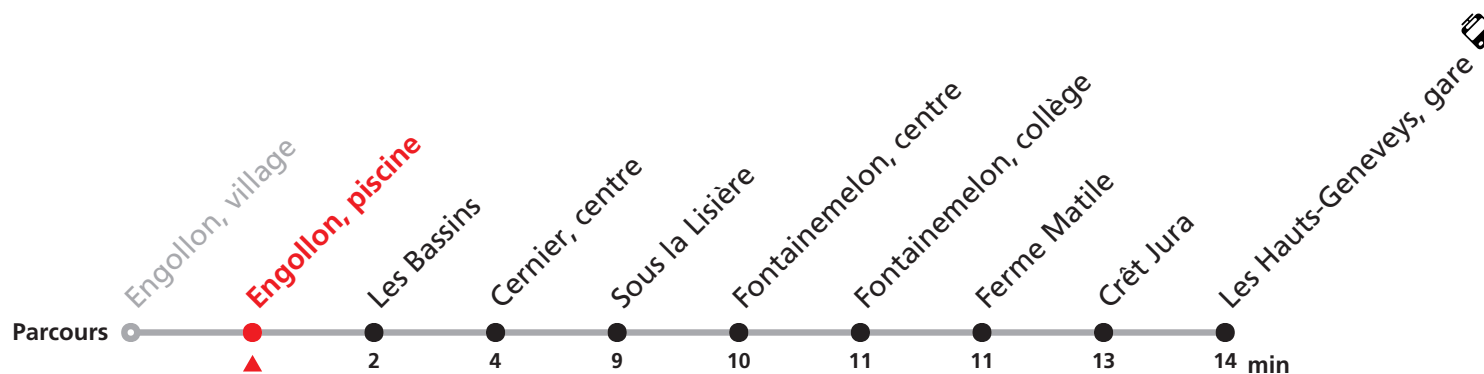 Engollon, village
Engollon, piscine
Les Bassins
Cernier, centre
Sous la Lisière
Fontainemelon, centre
Fontainemelon, collège
Ferme Matile
Crêt Jura
Les Hauts-Geneveys, gare
Parcours
2 4 9 10 11 11 13 14 min